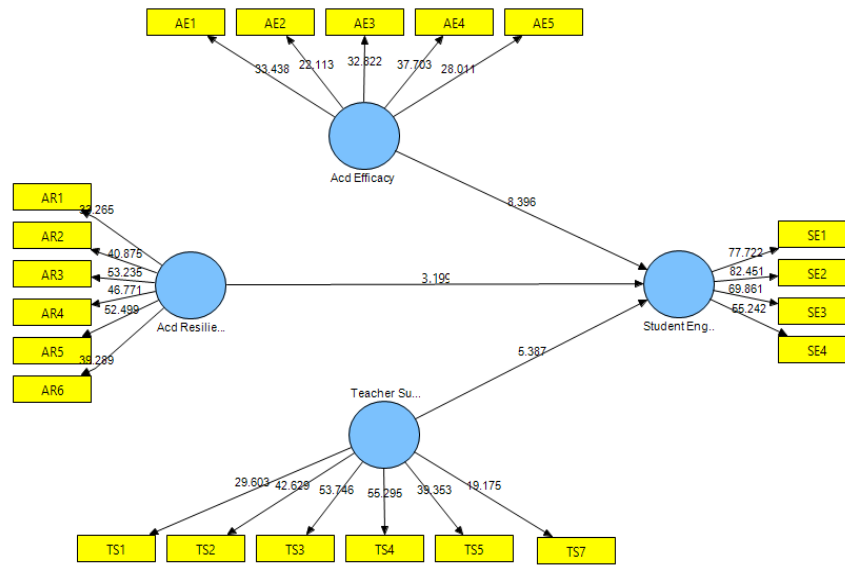 AE1
AE2
AE3
AE4
AE5
33.438
22.113
32.822
37.703
28.011
Acd Efficacy
8.396
AR1
AR2
AR3
AR4
AR5
AR6
40.875
53.235
46.771
52.499
39.289
Acd Resilie...
3.199
SE1
SE2
SE3
SE4
77.722
82.451
69.861
Student Eng..
5.387
Teacher Su...
29.603
42.629
53.746
55.295
39.353
19.175
TS1
TS2
TS3
TS4
TS5
TS7